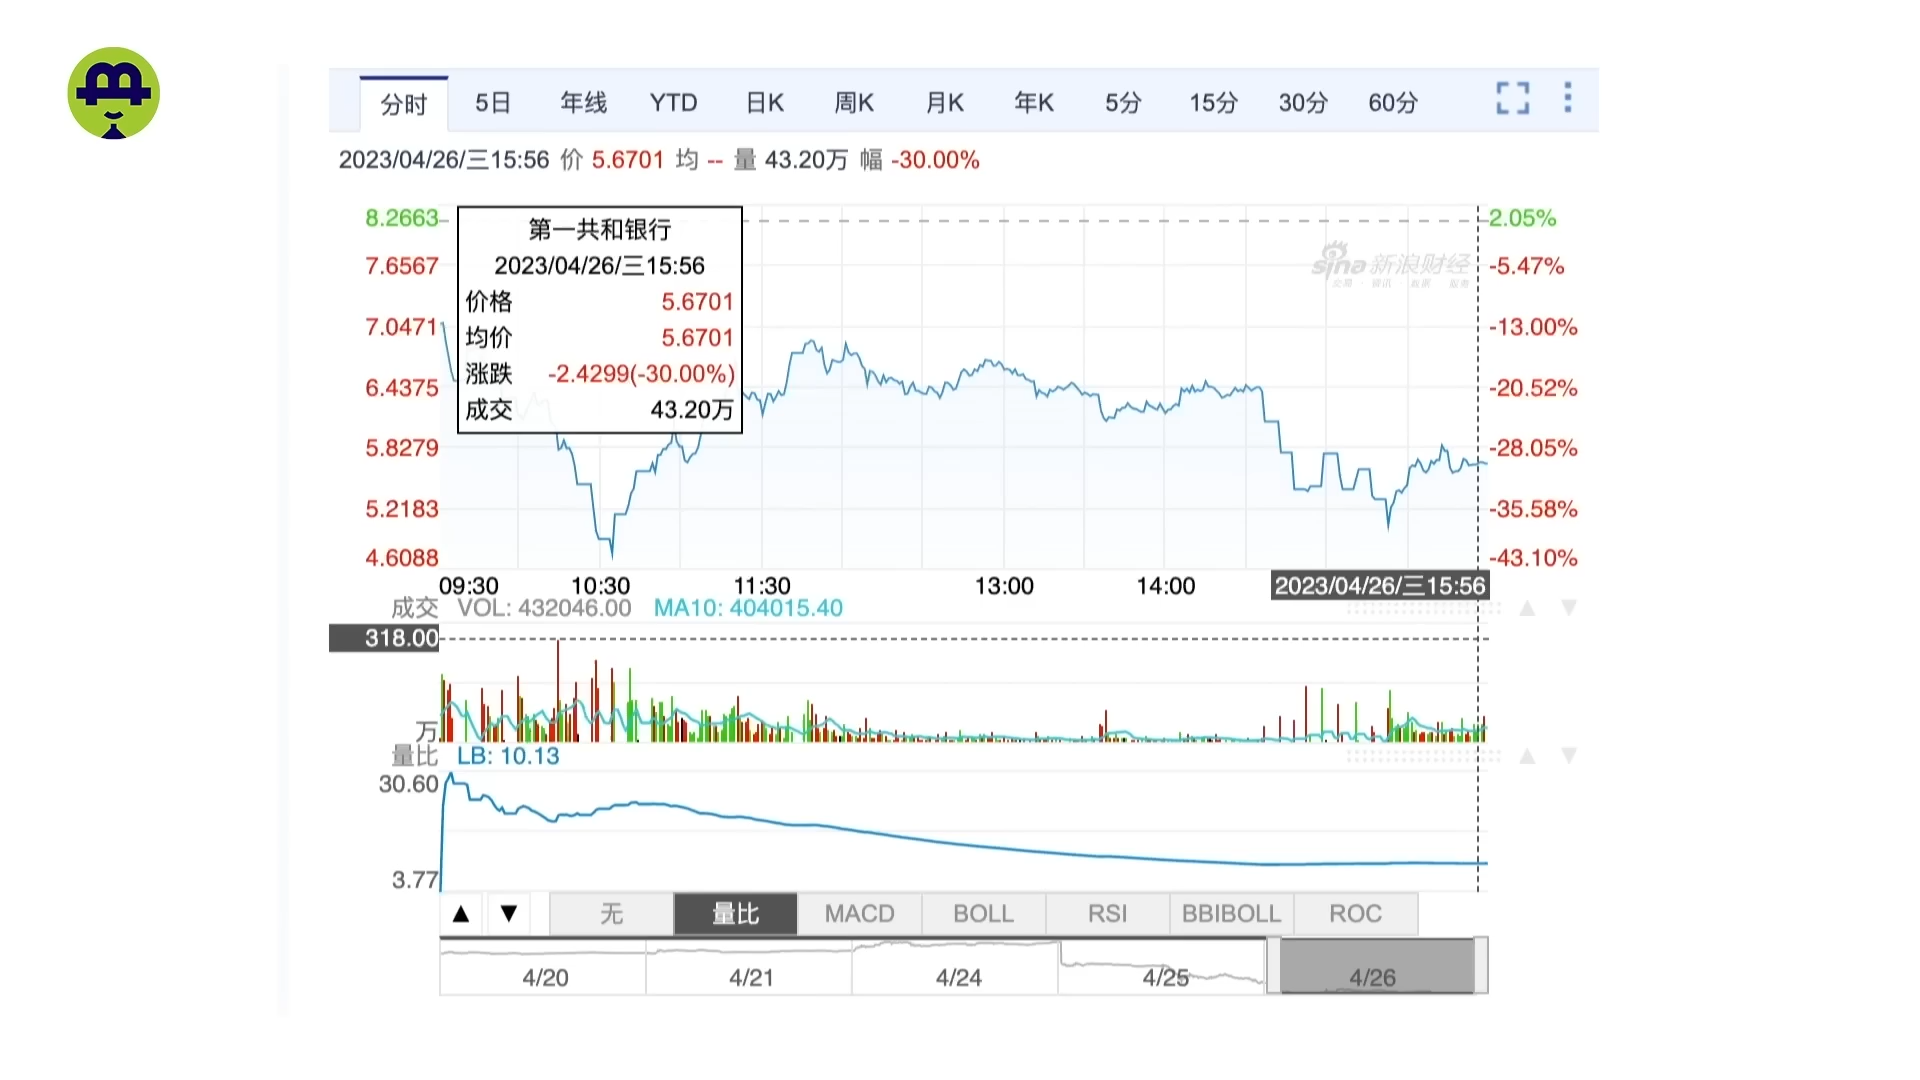 分时 5日 年线 YTD 日K 周K 月K 年K 5分 15分 30分 60分
2023/04/26/三15:56 价 5.6701 均 -- 量 43.20万 幅 -30.00%
8.2663 2.05%
第一共和银行
2023/04/26/三15:56
价格 5.6701
均价 5.6701
涨跌 -2.4299(-30.00%)
成交 43.20万
sina 新浪财经
7.6567 -5.47%
7.0471 -13.00%
6.4375 -20.52%
5.8279 -28.05%
5.2183 -35.58%
4.6088 -43.10%
09:30 10:30 11:30 13:00 14:00 2023/04/26/三15:56
成交 VOL: 432046.00 MA10: 404015.40
318.00
万
量比 LB: 10.13
30.60
3.77
▲ ▼ 无 量比 MACD BOLL RSI BBIBOLL ROC
4/20 4/21 4/24 4/25 4/26